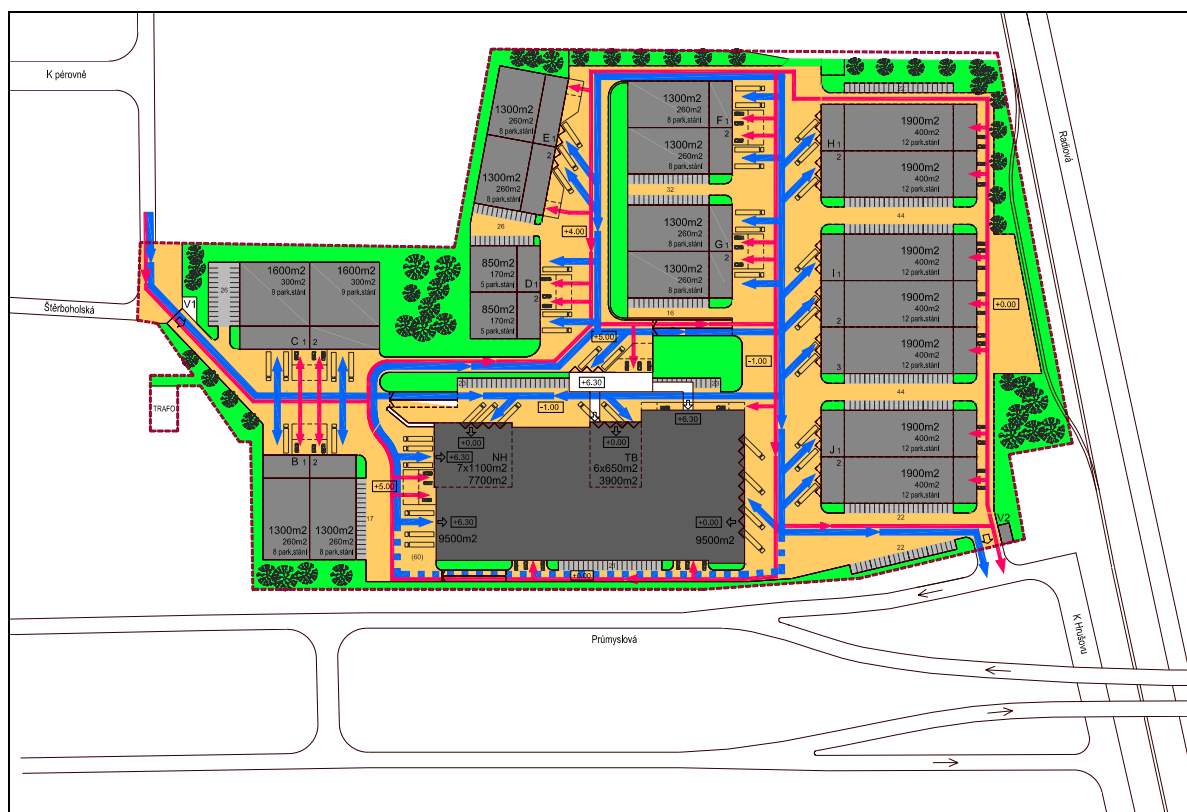 K pérovně
Štěrboholská
V1
TRAFO
26
1600m2
300m2
9 park.stání
1600m2
300m2
9 park.stání
C 1
2
B 1
2
1300m2
260m2
8 park.stání
1300m2
260m2
8 park.stání
17
1300m2
260m2
8 park.stání
E 1
2
1300m2
260m2
8 park.stání
26
+4.00
850m2
170m2
5 park.stání
D 1
2
850m2
170m2
5 park.stání
1300m2
260m2
8 park.stání
F 1
2
1300m2
260m2
8 park.stání
32
1300m2
260m2
8 park.stání
G 1
2
1300m2
260m2
8 park.stání
16
+5.00
-1.00
+6.30
-1.00
+6.30
+0.00
+0.00
+6.30
NH
7x1100m2
7700m2
TB
6x650m2
3900m2
+5.00
+6.30
9500m2
+0.00
9500m2
(60)
21
1900m2
400m2
12 park.stání
H 1
2
1900m2
400m2
12 park.stání
44
1900m2
400m2
12 park.stání
I 1
1900m2
400m2
12 park.stání
2
1900m2
400m2
12 park.stání
3
+0.00
44
1900m2
400m2
12 park.stání
J 1
2
1900m2
400m2
12 park.stání
22
V2
22
Radiová
K Hrušovu
Průmyslová